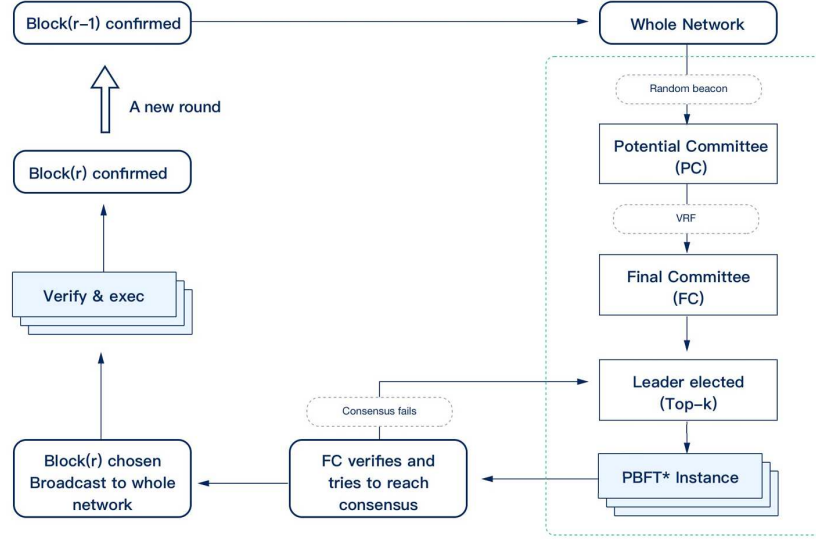 Block(r–1) confirmed
Whole Network
Random beacon
A new round
Potential Committee
(PC)
Block(r) confirmed
VRF
Final Committee
(FC)
Verify & exec
Leader elected
(Top–k)
Consensus fails
Block(r) chosen
Broadcast to whole
network
FC verifies and
tries to reach
consensus
PBFT* Instance